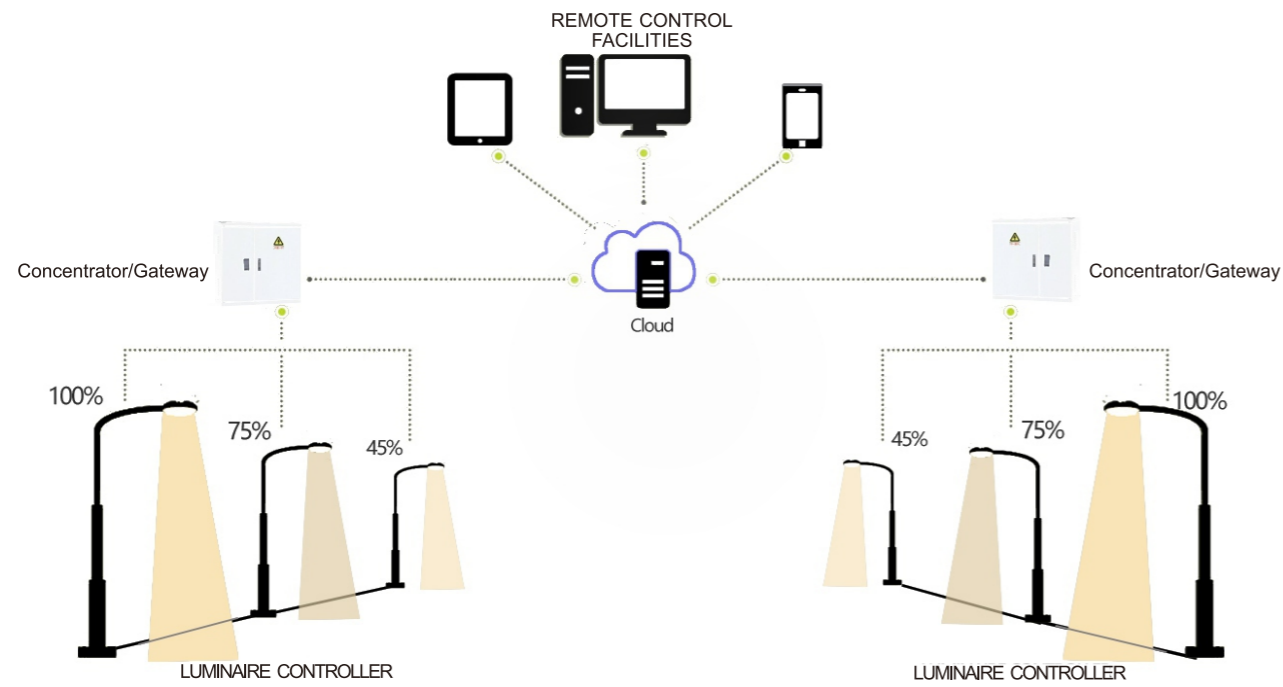 REMOTE CONTROL
FACILITIES
Concentrator/Gateway
Concentrator/Gateway
Cloud
100%
75%
45%
45%
75%
100%
LUMINAIRE CONTROLLER
LUMINAIRE CONTROLLER